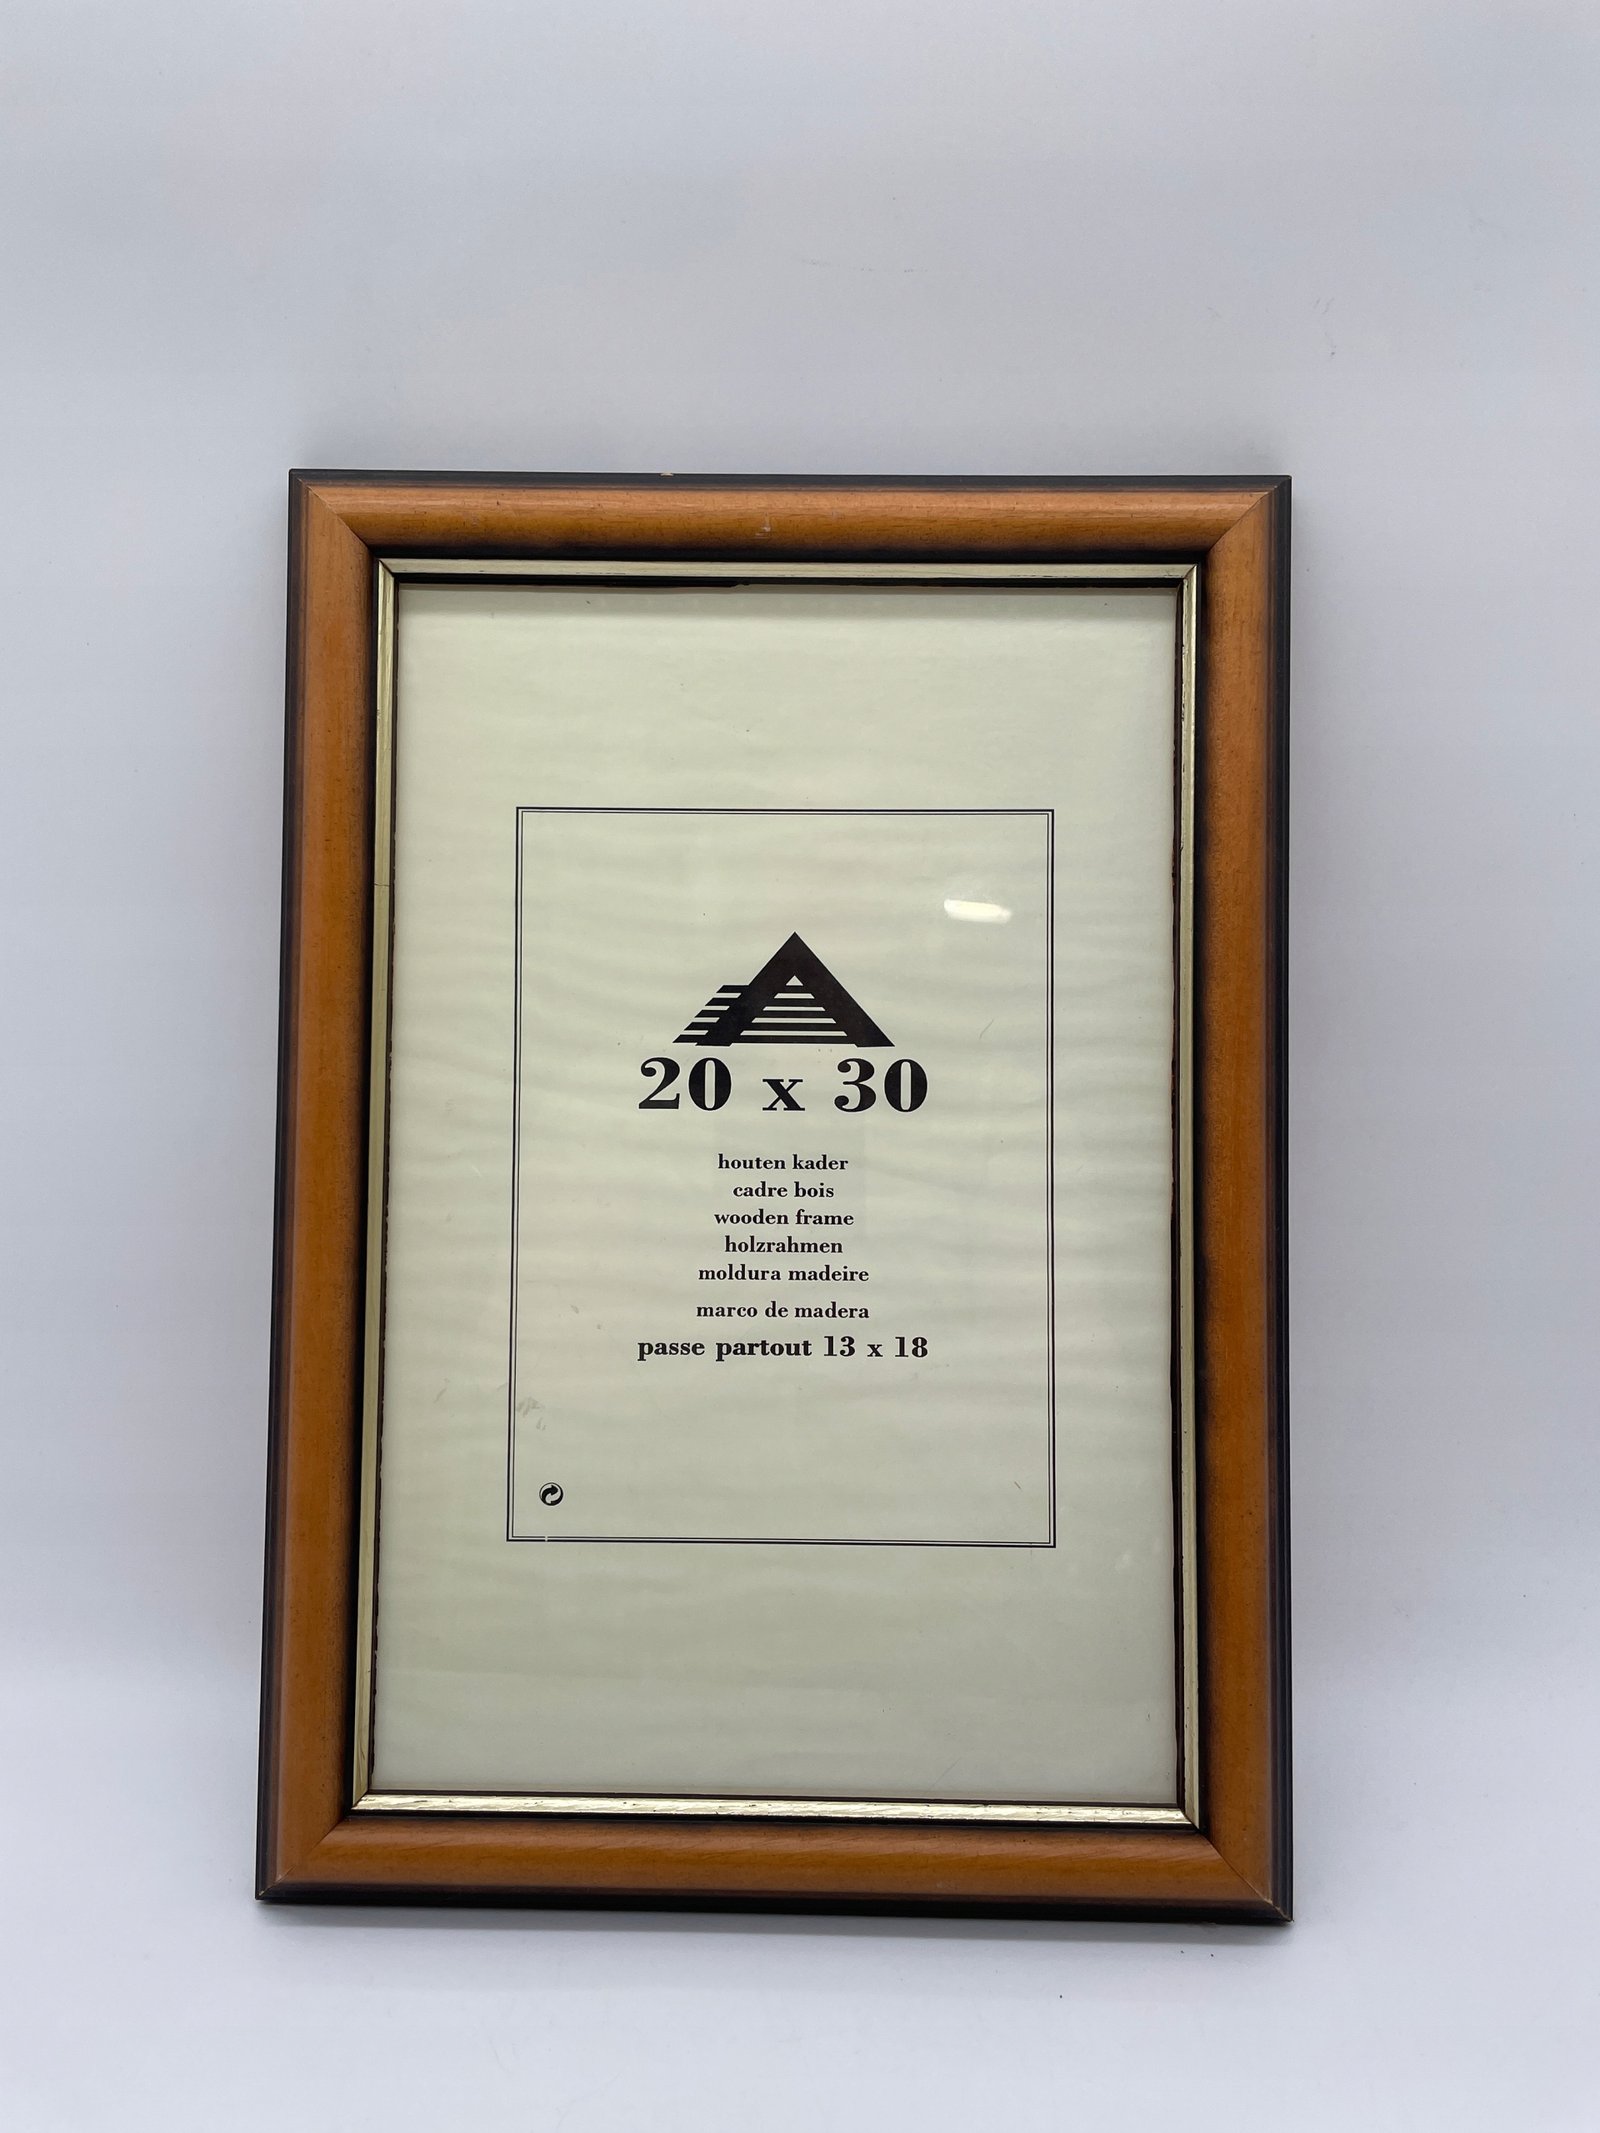 20 x 30
houten kader
cadre bois
wooden frame
holzrahmen
moldura madeire
marco de madera
passe partout 13 x 18